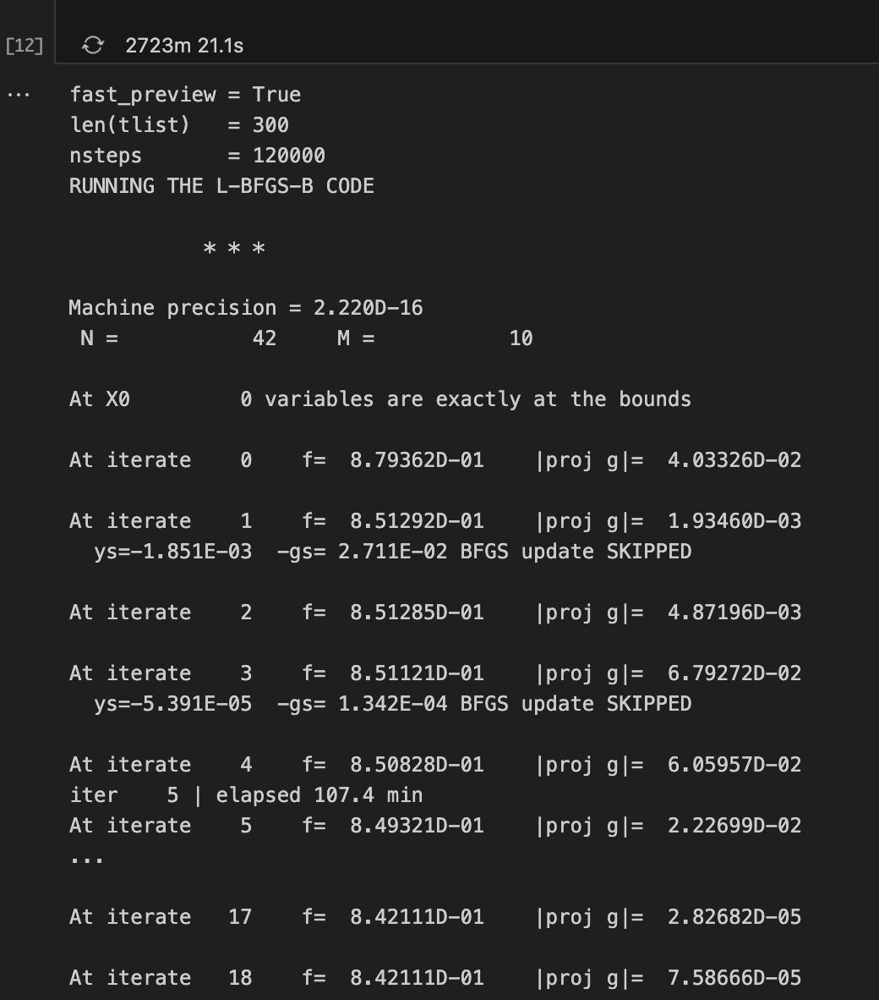 [12] 2723m 21.1s
... fast_preview = True
len(tlist) = 300
nsteps = 120000
RUNNING THE L-BFGS-B CODE
* * *
Machine precision = 2.220D-16
N = 42 M = 10
At X0 0 variables are exactly at the bounds
At iterate 0 f= 8.79362D-01 |proj g|= 4.03326D-02
At iterate 1 f= 8.51292D-01 |proj g|= 1.93460D-03
ys=-1.851E-03 -gs= 2.711E-02 BFGS update SKIPPED
At iterate 2 f= 8.51285D-01 |proj g|= 4.87196D-03
At iterate 3 f= 8.51121D-01 |proj g|= 6.79272D-02
ys=-5.391E-05 -gs= 1.342E-04 BFGS update SKIPPED
At iterate 4 f= 8.50828D-01 |proj g|= 6.05957D-02
iter 5 | elapsed 107.4 min
At iterate 5 f= 8.49321D-01 |proj g|= 2.22699D-02
...
At iterate 17 f= 8.42111D-01 |proj g|= 2.82682D-05
At iterate 18 f= 8.42111D-01 |proj g|= 7.58666D-05